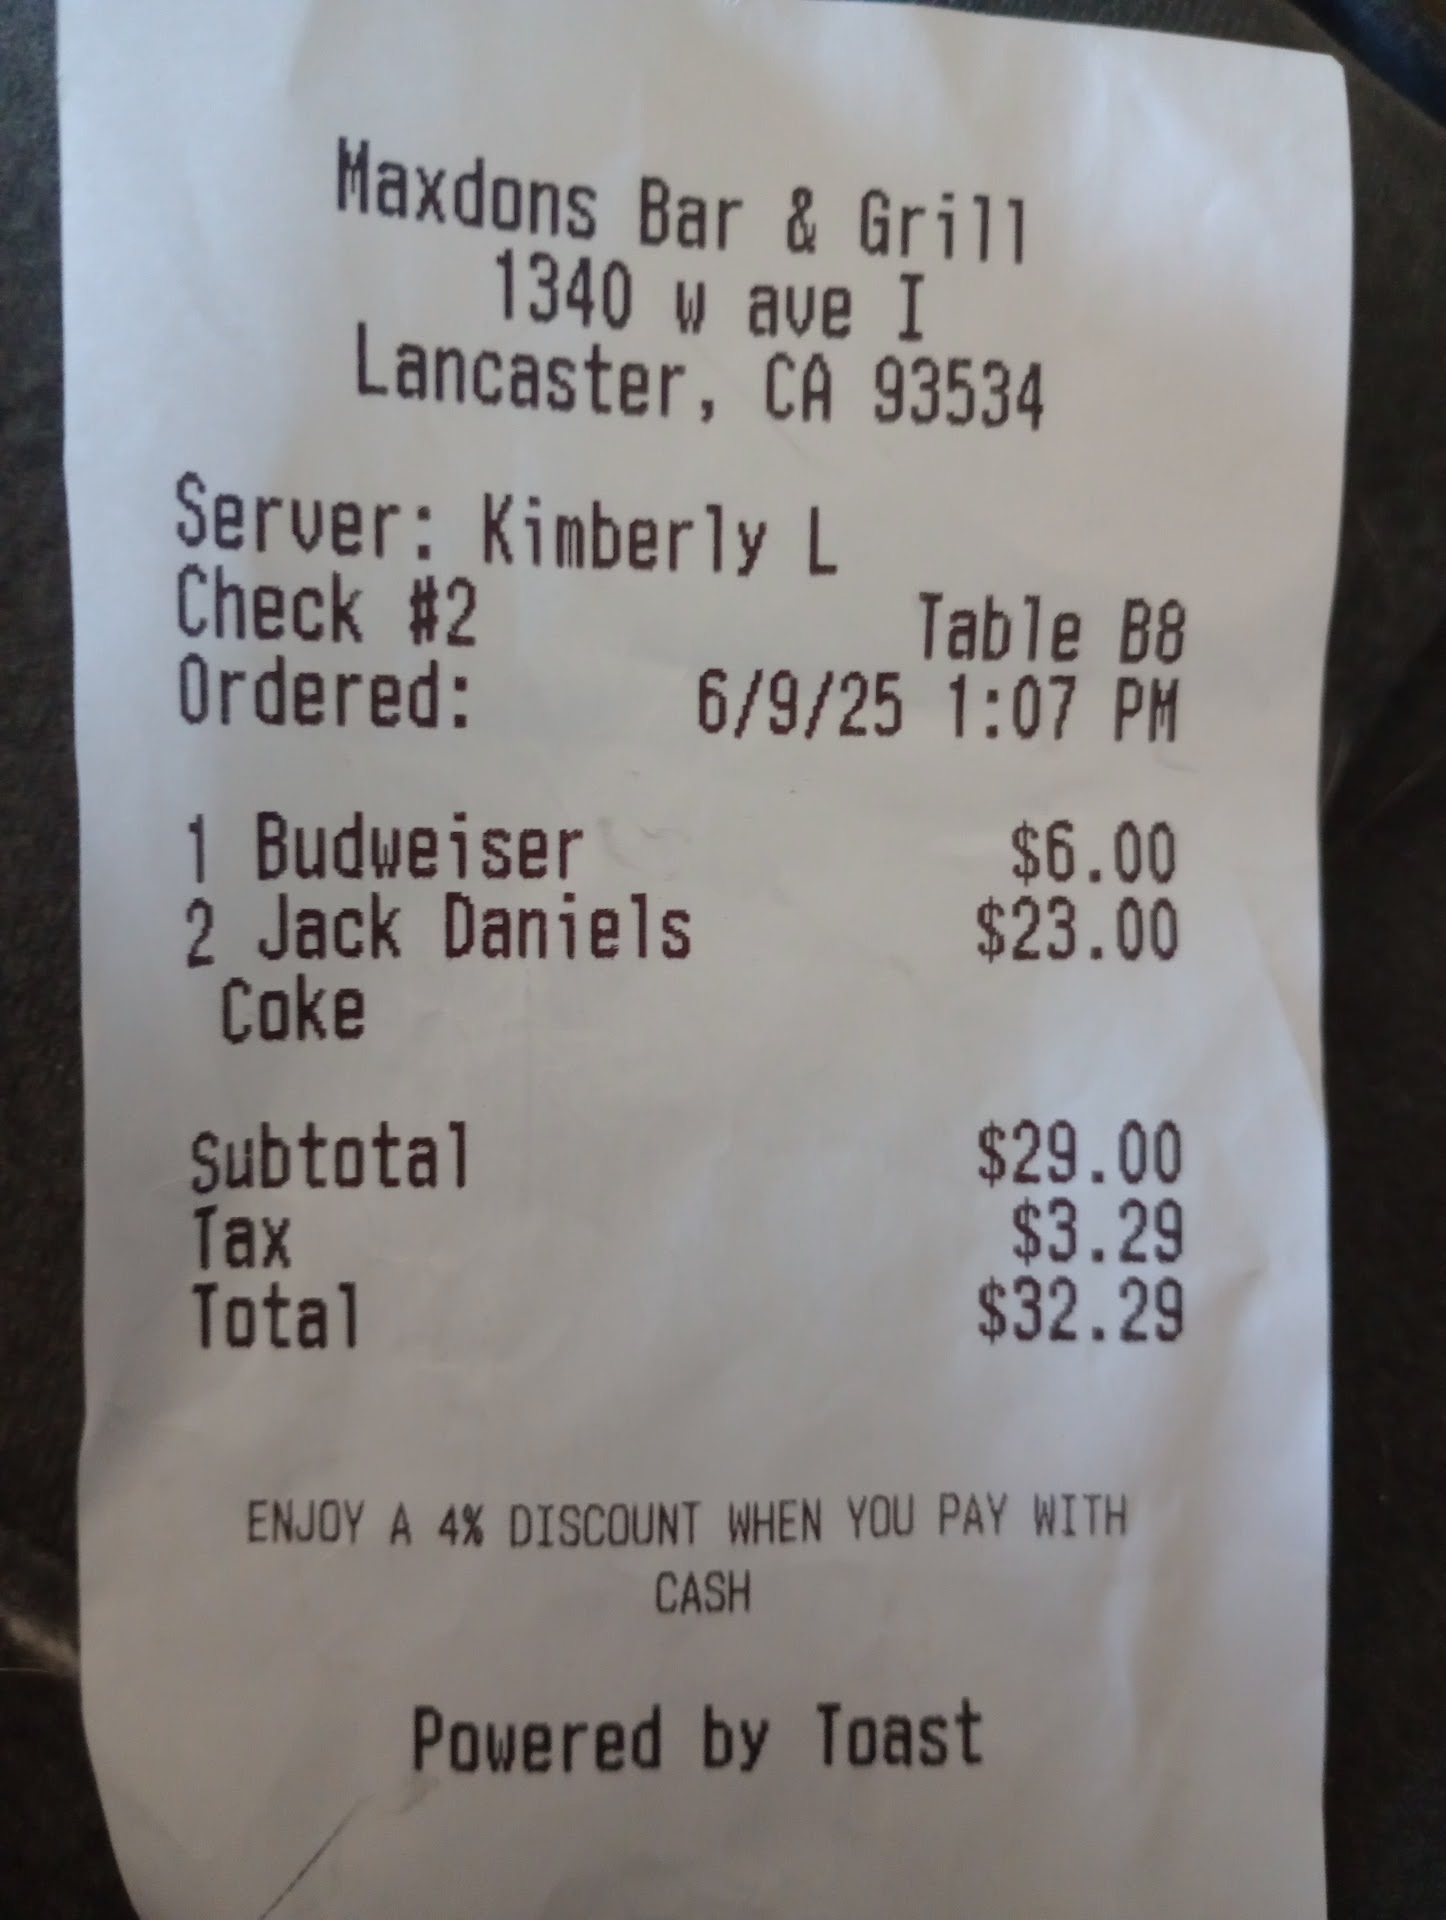 Maxdons Bar & Grill
1340 w ave I
Lancaster, CA 93534
Server: Kimberly L
Check #2 Table B8
Ordered: 6/9/25 1:07 PM
1 Budweiser $6.00
2 Jack Daniels $23.00
Coke
Subtotal $29.00
Tax $3.29
Total $32.29
ENJOY A 4% DISCOUNT WHEN YOU PAY WITH
CASH
Powered by Toast